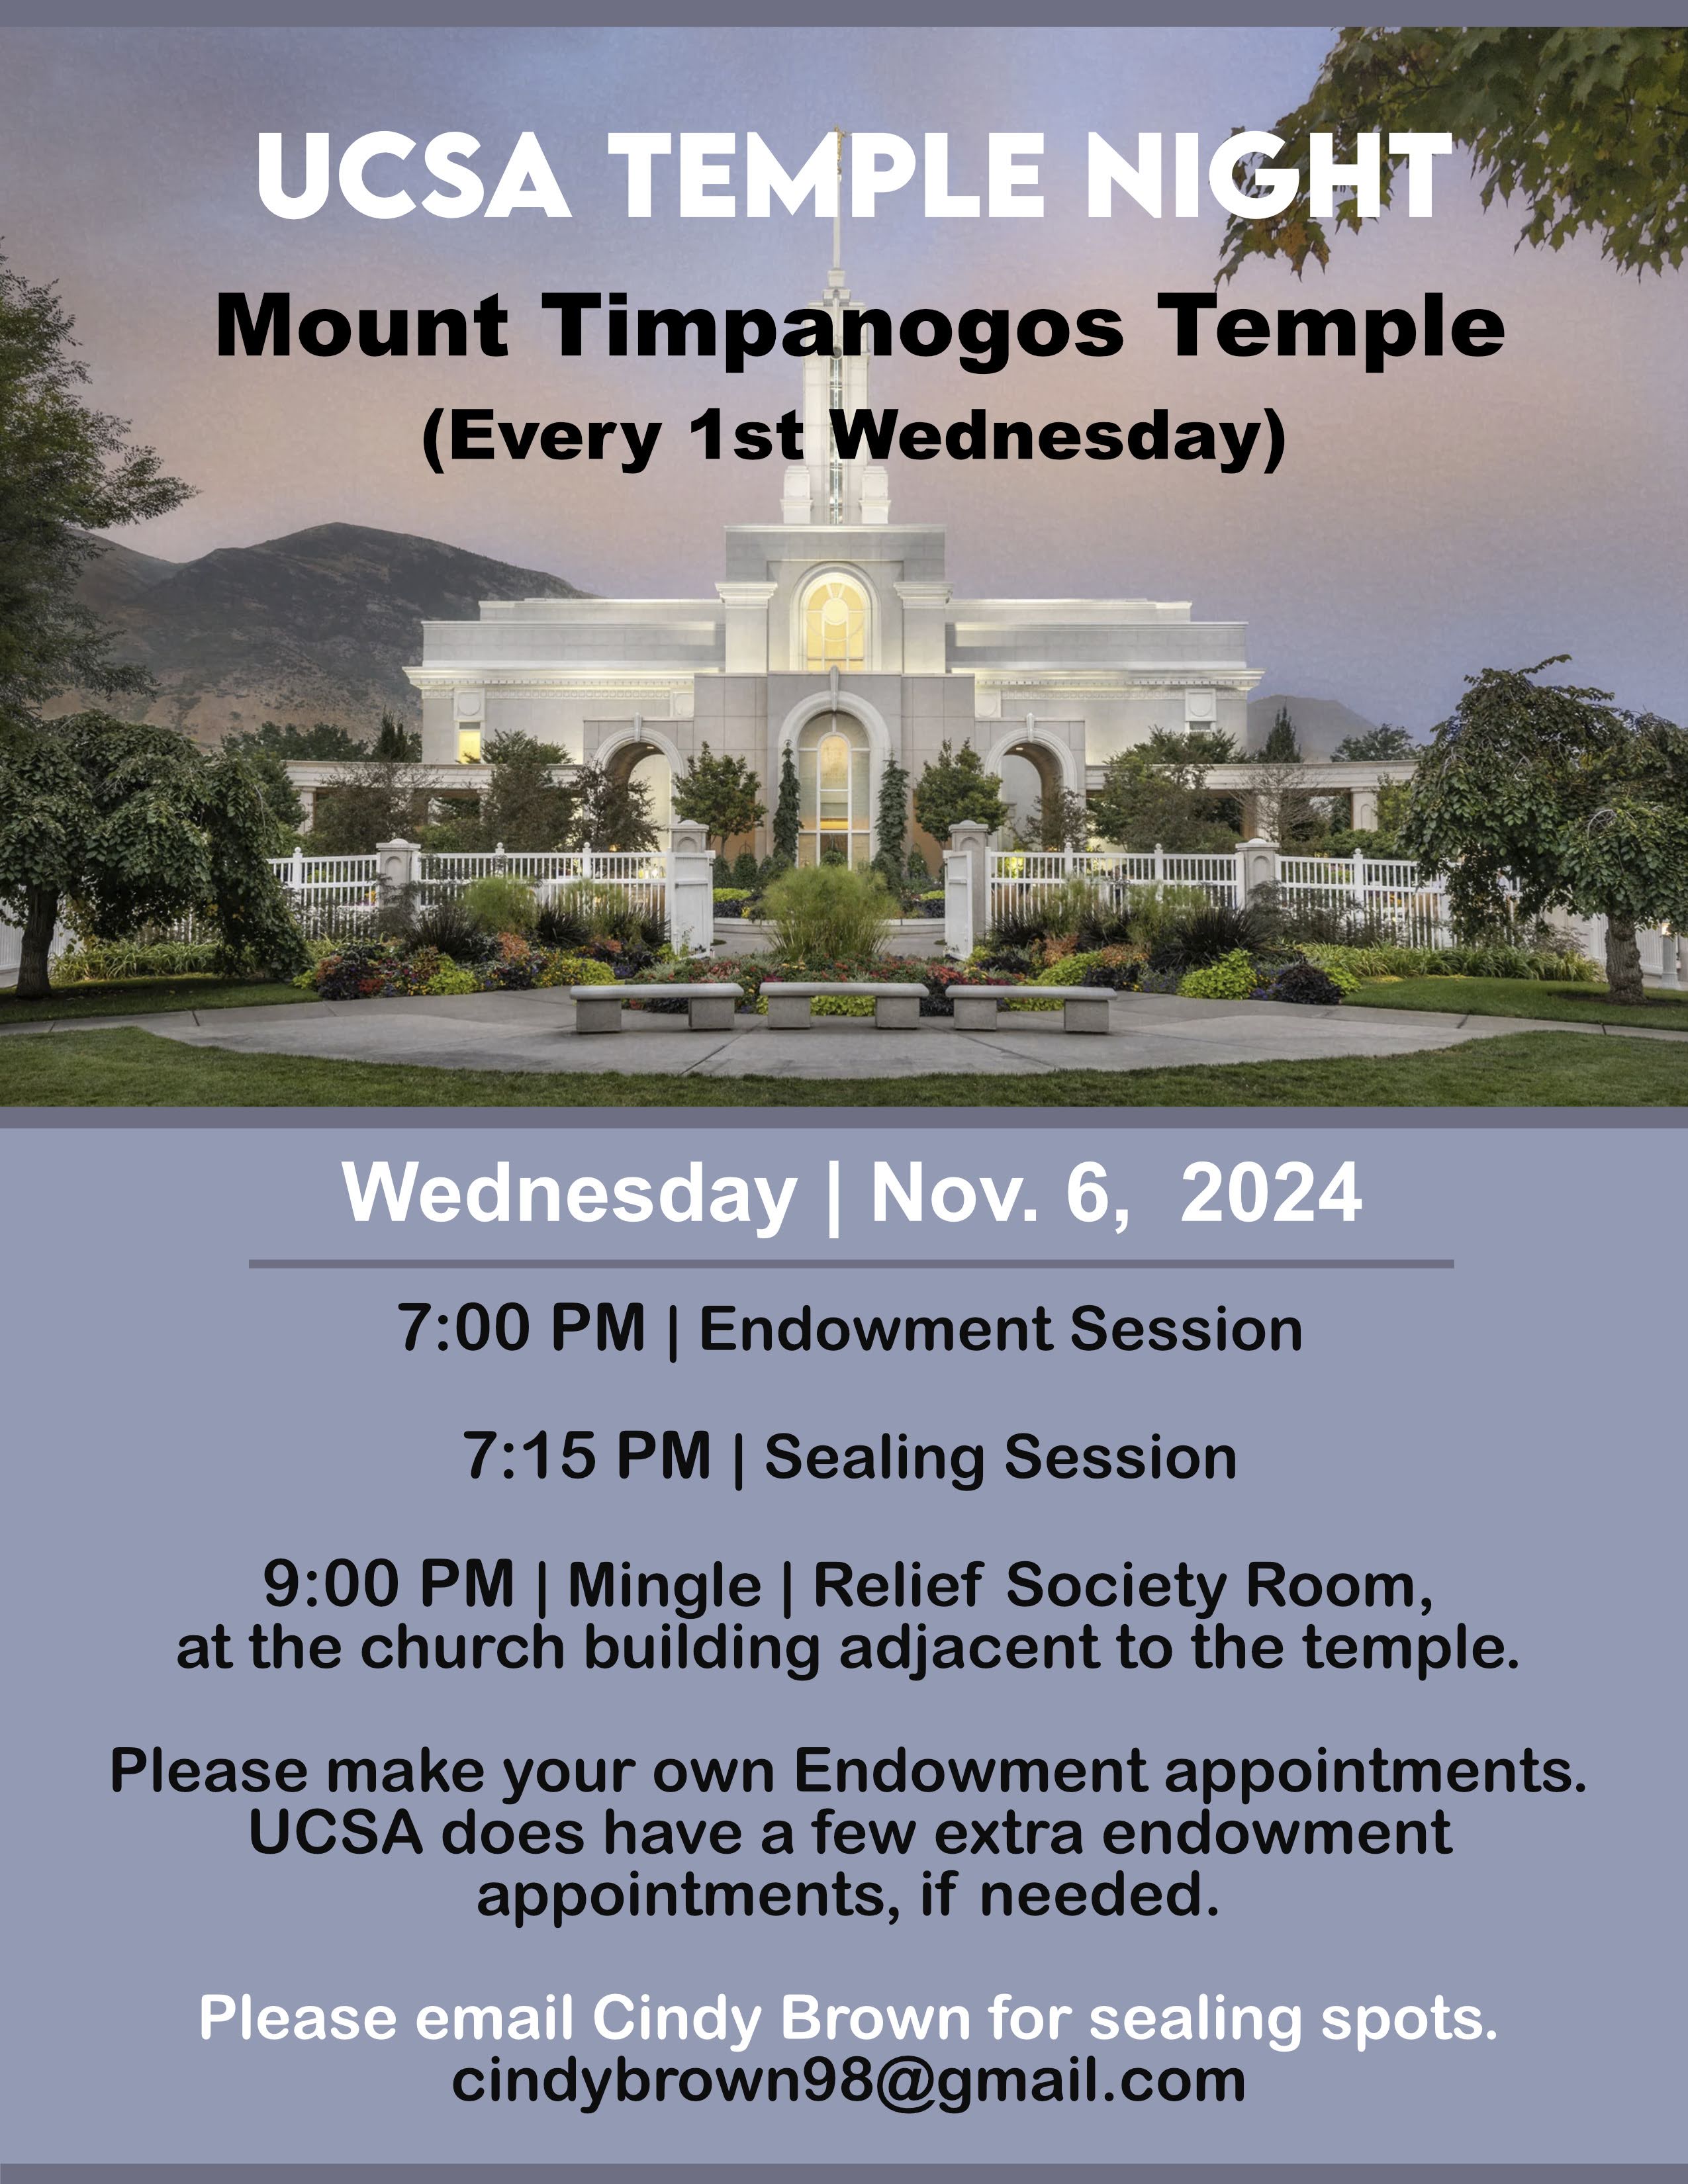 UCSA TEMPLE NIGHT
Mount Timpanogos Temple
(Every 1st Wednesday)
Wednesday | Nov. 6, 2024
7:00 PM | Endowment Session
7:15 PM | Sealing Session
9:00 PM | Mingle | Relief Society Room,
at the church building adjacent to the temple.
Please make your own Endowment appointments.
UCSA does have a few extra endowment
appointments, if needed.
Please email Cindy Brown for sealing spots.
cindybrown98@gmail.com